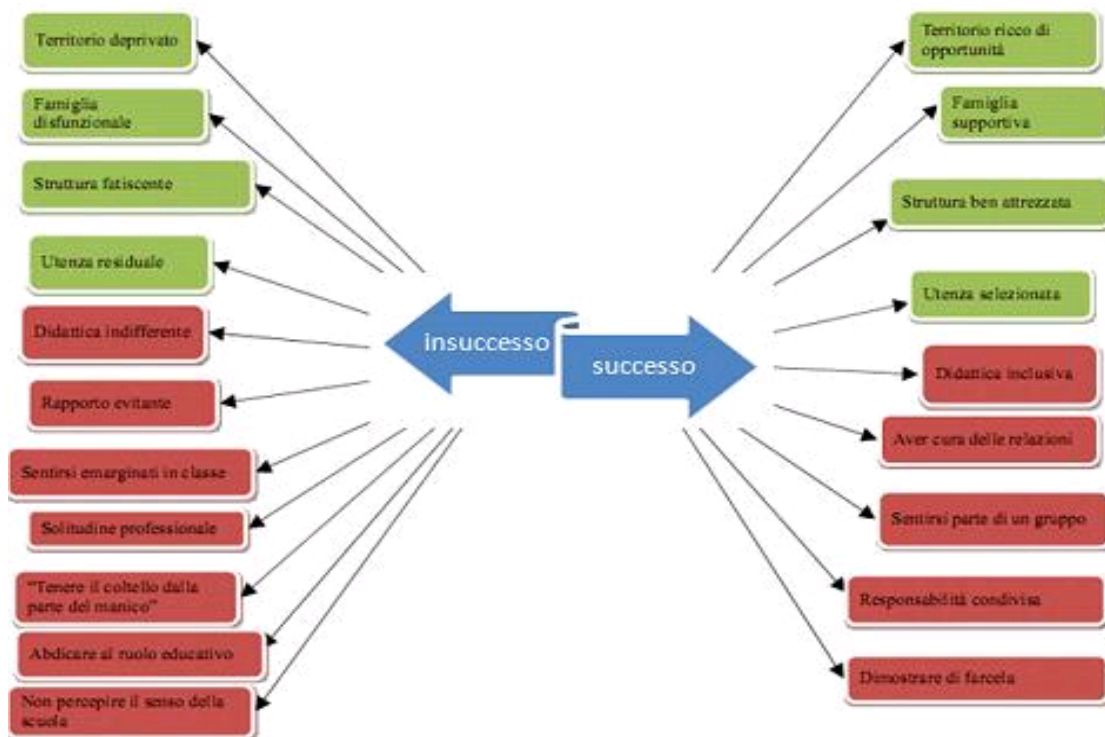 Territorio deprivato
Famiglia
disfunzionale
Struttura fatiscente
Utenza residuale
Didattica indifferente
Rapporto evitante
Sentirsi emarginati in classe
Solitudine professionale
“Tenere il coltello dalla
parte del manico”
Abdicare al ruolo educativo
Non percepire il senso della
scuola
insuccesso
successo
Territorio ricco di
opportunità
Famiglia
supportiva
Struttura ben attrezzata
Utenza selezionata
Didattica inclusiva
Aver cura delle relazioni
Sentirsi parte di un gruppo
Responsabilità condivisa
Dimostrare di farcela